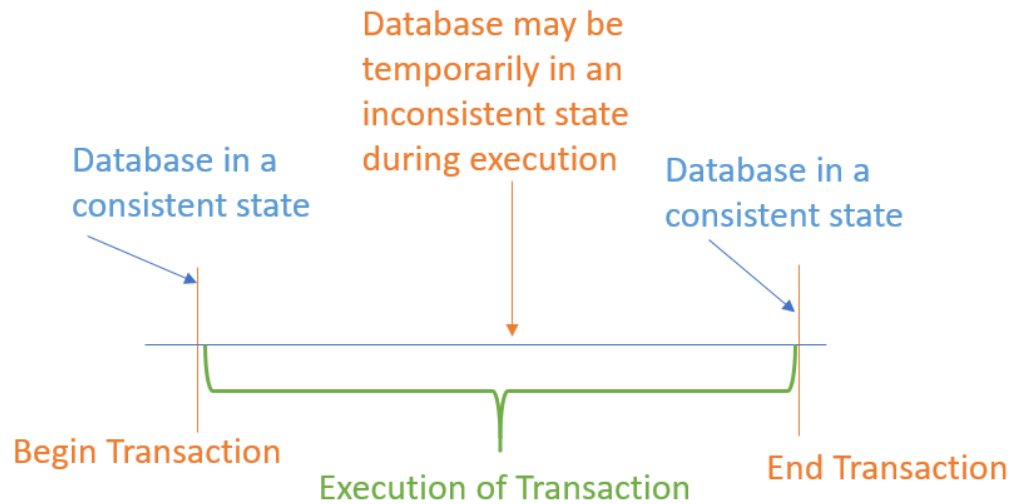 Database may be
temporarily in an
inconsistent state
during execution
Database in a
consistent state
Database in a
consistent state
Begin Transaction
Execution of Transaction
End Transaction